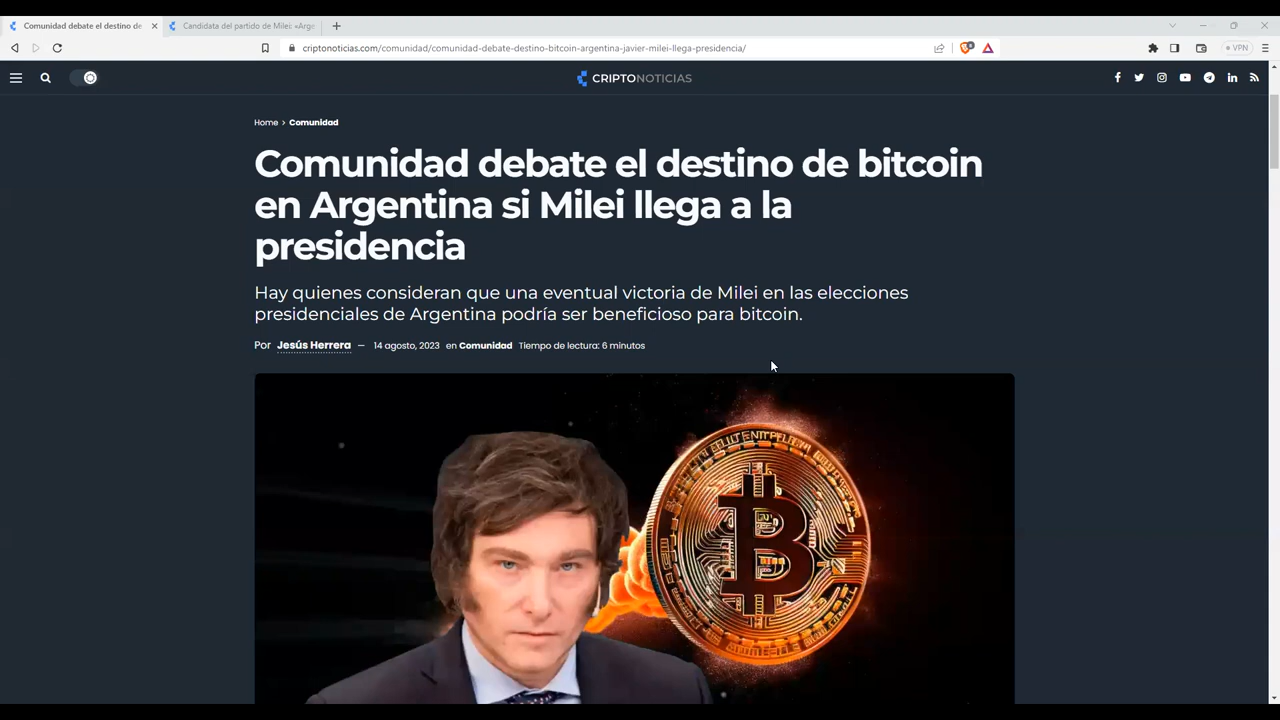 Comunidad debate el destino de
Candidata del partido de Milei: «Arge
criptonoticias.com/comunidad/comunidad-debate-destino-bitcoin-argentina-javier-milei-llega-presidencia/
VPN
CRIPTONOTICIAS
Home > Comunidad
Comunidad debate el destino de bitcoin
en Argentina si Milei llega a la
presidencia
Hay quienes consideran que una eventual victoria de Milei en las elecciones
presidenciales de Argentina podría ser beneficioso para bitcoin.
Por Jesús Herrera — 14 agosto, 2023 en Comunidad Tiempo de lectura: 6 minutos